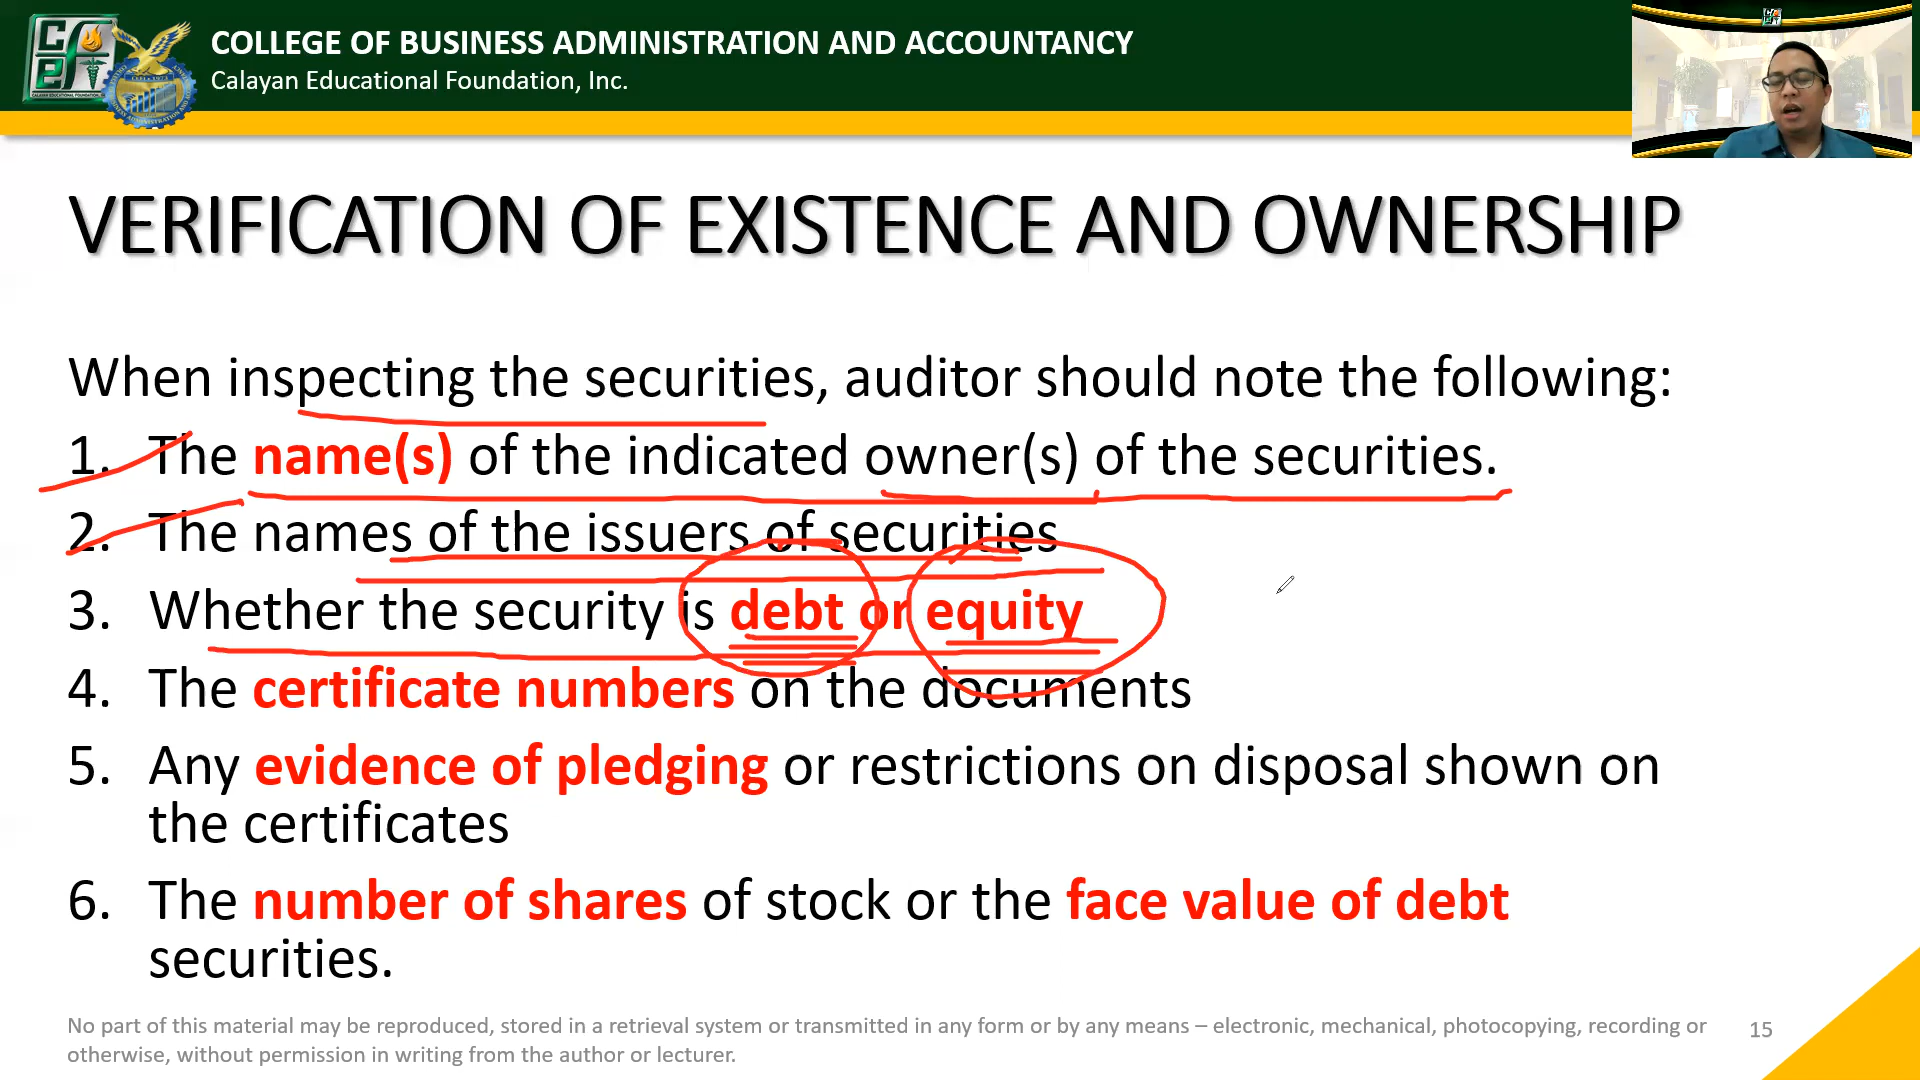 COLLEGE OF BUSINESS ADMINISTRATION AND ACCOUNTANCY
Calayan Educational Foundation, Inc.
VERIFICATION OF EXISTENCE AND OWNERSHIP
When inspecting the securities, auditor should note the following:
1. The name(s) of the indicated owner(s) of the securities.
2. The names of the issuers of securities
3. Whether the security is debt or equity
4. The certificate numbers on the documents
5. Any evidence of pledging or restrictions on disposal shown on
the certificates
6. The number of shares of stock or the face value of debt
securities.
No part of this material may be reproduced, stored in a retrieval system or transmitted in any form or by any means – electronic, mechanical, photocopying, recording or
otherwise, without permission in writing from the author or lecturer.
15